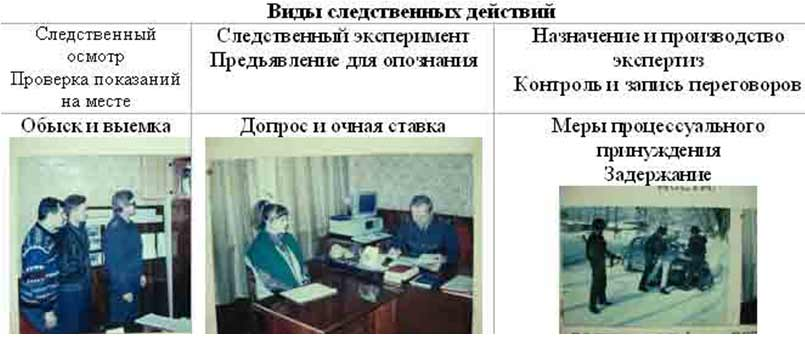 Виды следственных действий
Следственный
осмотр
Проверка показаний
на месте
Следственный эксперимент
Предьявление для опознания
Назначение и производство
экспертиз
Контроль и запись переговоров
Обыск и выемка
Допрос и очная ставка
Меры процессуального
принуждения
Задержание